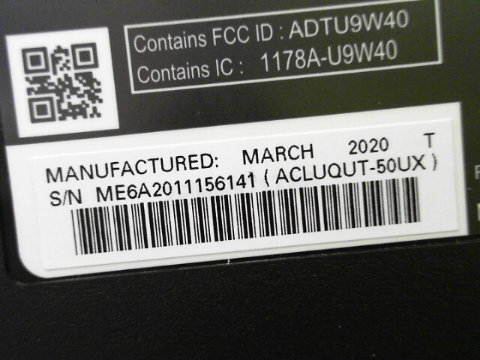 Contains FCC ID : ADTU9W40
Contains IC : 1178A-U9W40
MANUFACTURED: MARCH 2020 T
S/N ME6A2011156141 ( ACLUQUT-50UX )